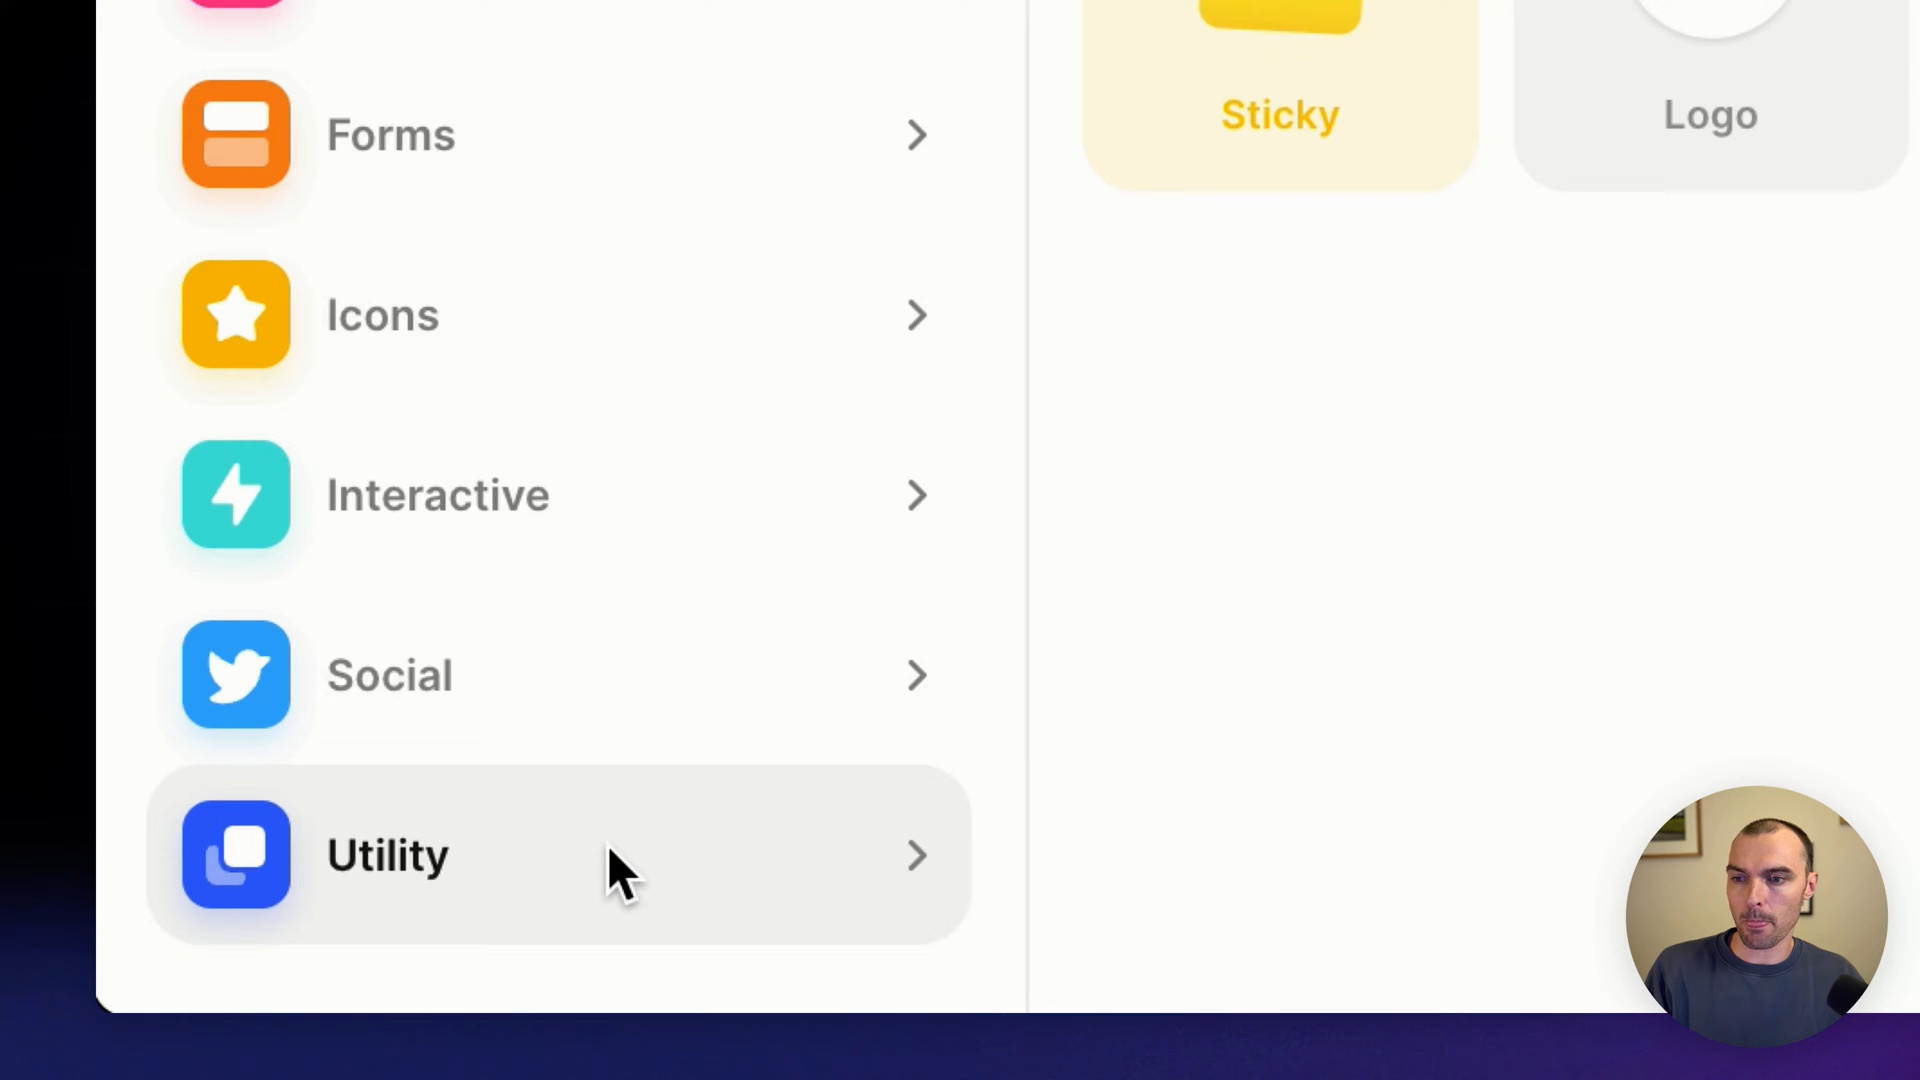 Forms
Icons
Interactive
Social
Utility
Sticky
Logo